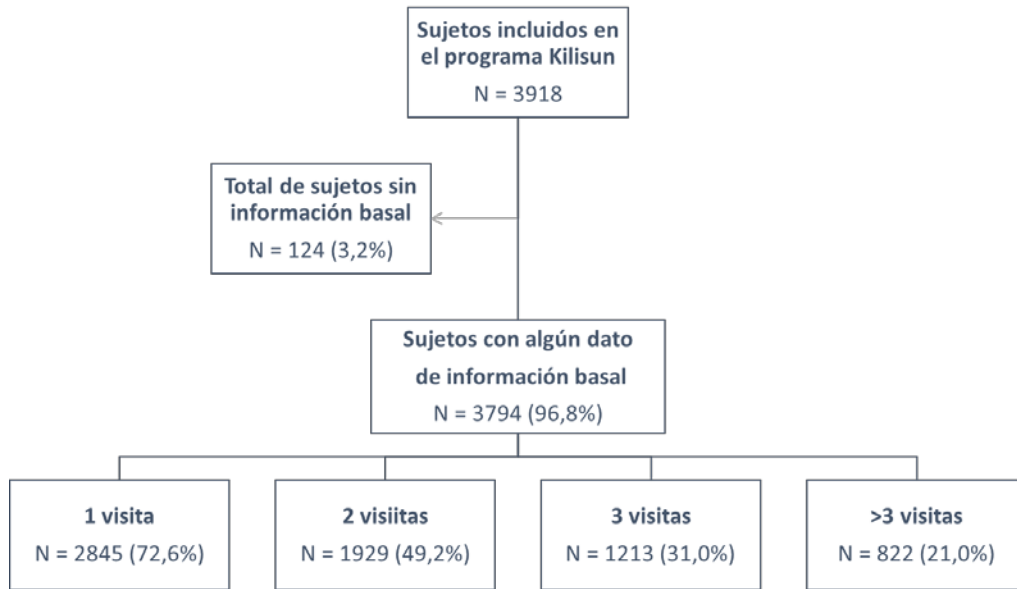 Sujetos incluidos en
el programa Kilisun
N = 3918
Total de sujetos sin
información basal
N = 124 (3,2%)
Sujetos con algún dato
de información basal
N = 3794 (96,8%)
1 visita
N = 2845 (72,6%)
2 visiitas
N = 1929 (49,2%)
3 visitas
N = 1213 (31,0%)
>3 visitas
N = 822 (21,0%)